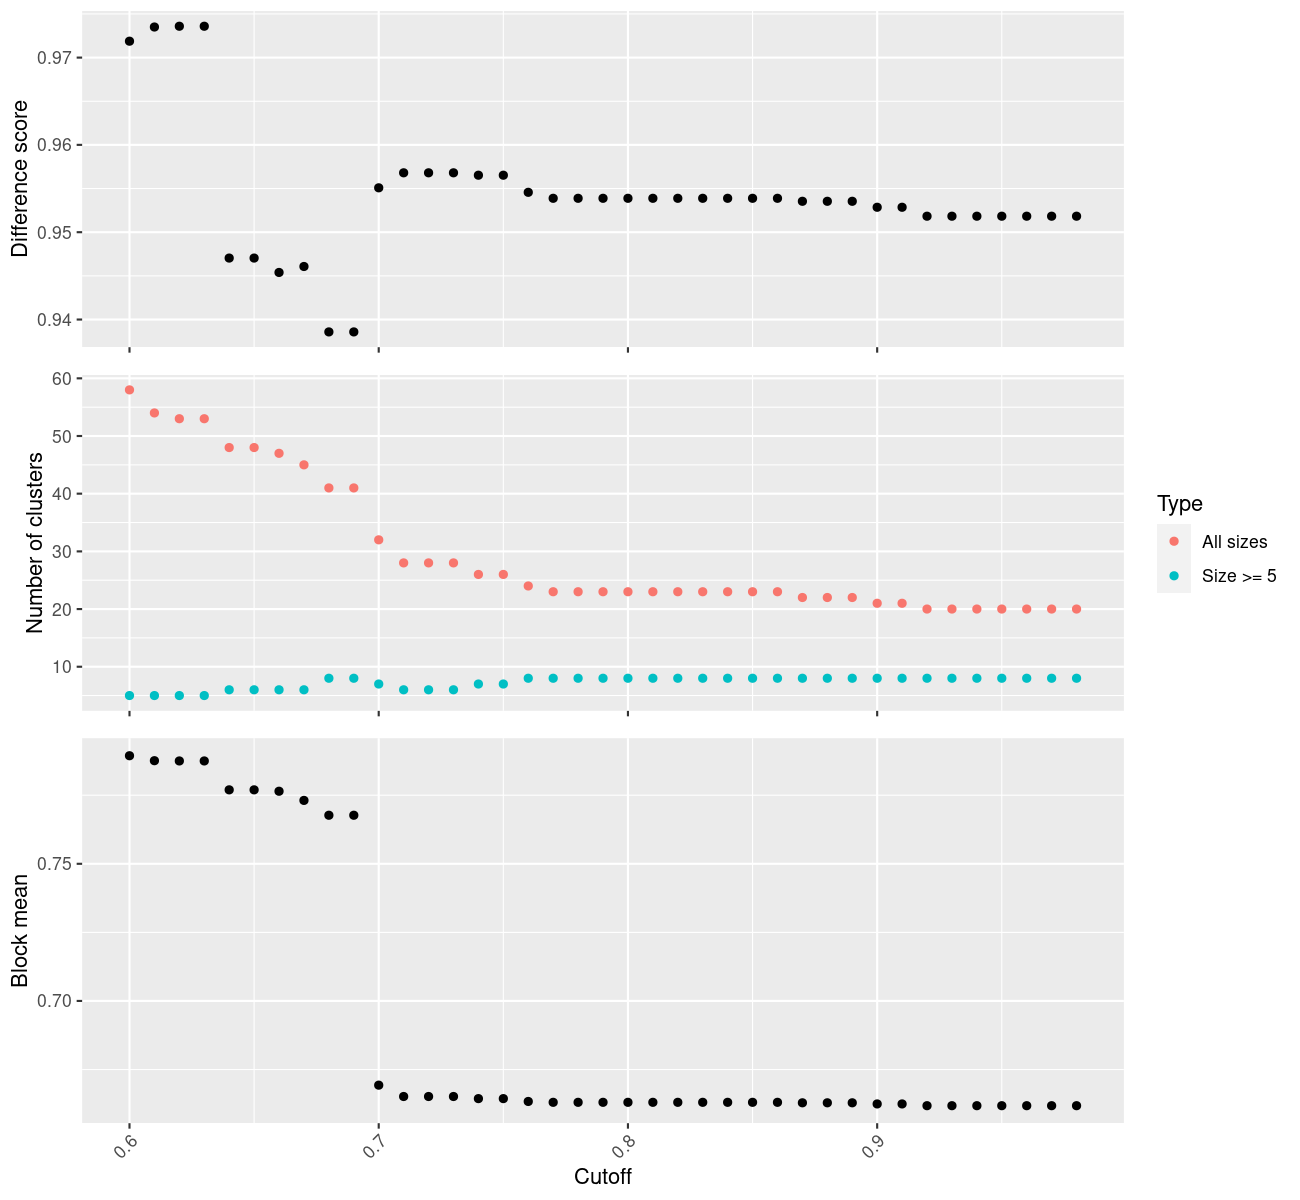 0.97
0.96
0.95
0.94
Difference score
60
50
40
30
20
10
Number of clusters
Type
All sizes
Size >= 5
0.75
0.70
Block mean
0.6
0.7
0.8
0.9
Cutoff